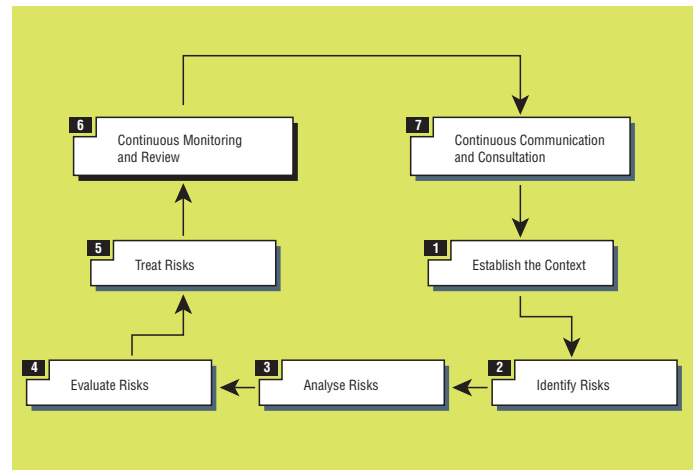 6
Continuous Monitoring
and Review
7
Continuous Communication
and Consultation
5
Treat Risks
1
Establish the Context
4
Evaluate Risks
3
Analyse Risks
2
Identify Risks